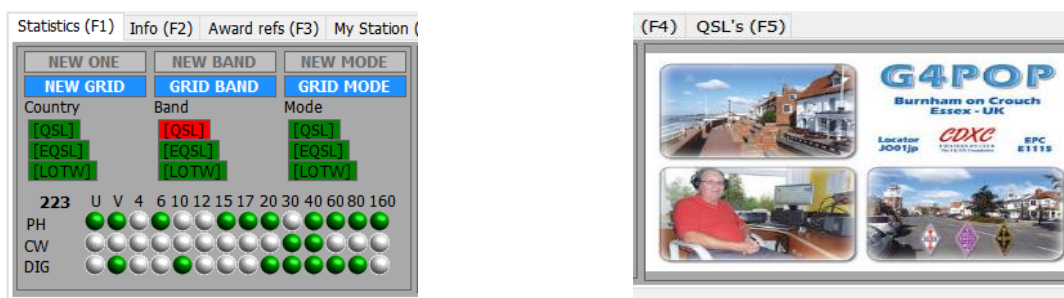 Statistics (F1) Info (F2) Award refs (F3) My Station (
NEW ONE NEW BAND NEW MODE
NEW GRID GRID BAND GRID MODE
Country Band Mode
[QSL] [QSL] [QSL]
[EQSL] [EQSL] [EQSL]
[LOTW] [LOTW] [LOTW]
223 U V 4 6 10 12 15 17 20 30 40 60 80 160
PH
CW
DIG
(F4) QSL's (F5)
G4POP
Burnham on Crouch
Essex - UK
Locator CDXC EPC
JO01jp E1115